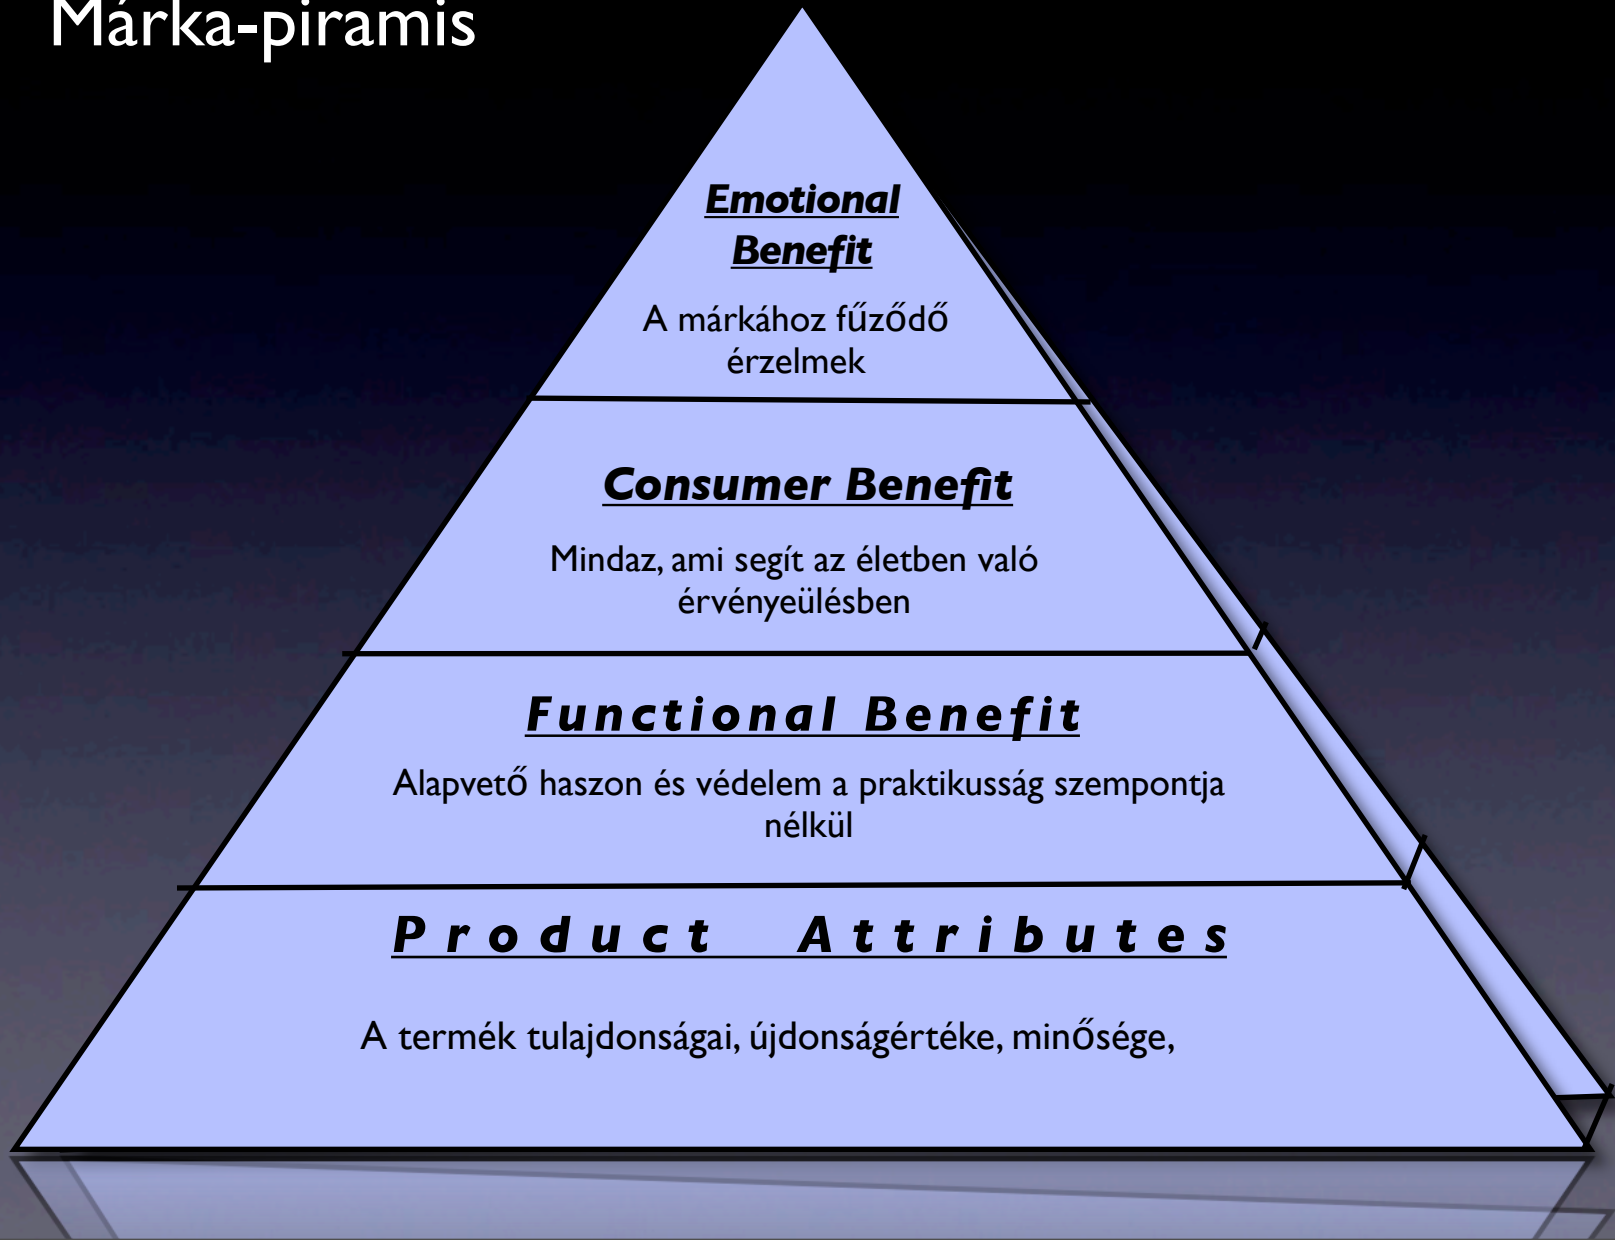 Márka-piramis
Emotional
Benefit
A márkához fűződő
érzelmek
Consumer Benefit
Mindaz, ami segít az életben való
érvényeülésben
Functional Benefit
Alapvető haszon és védelem a praktikusság szempontja
nélkül
Product Attributes
A termék tulajdonságai, újdonságértéke, minősége,